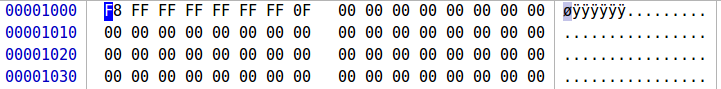 00001000 F8 FF FF FF FF FF FF 0F 00 00 00 00 00 00 00 00 øÿÿÿÿÿÿ.........
00001010 00 00 00 00 00 00 00 00 00 00 00 00 00 00 00 00 ................
00001020 00 00 00 00 00 00 00 00 00 00 00 00 00 00 00 00 ................
00001030 00 00 00 00 00 00 00 00 00 00 00 00 00 00 00 00 ................